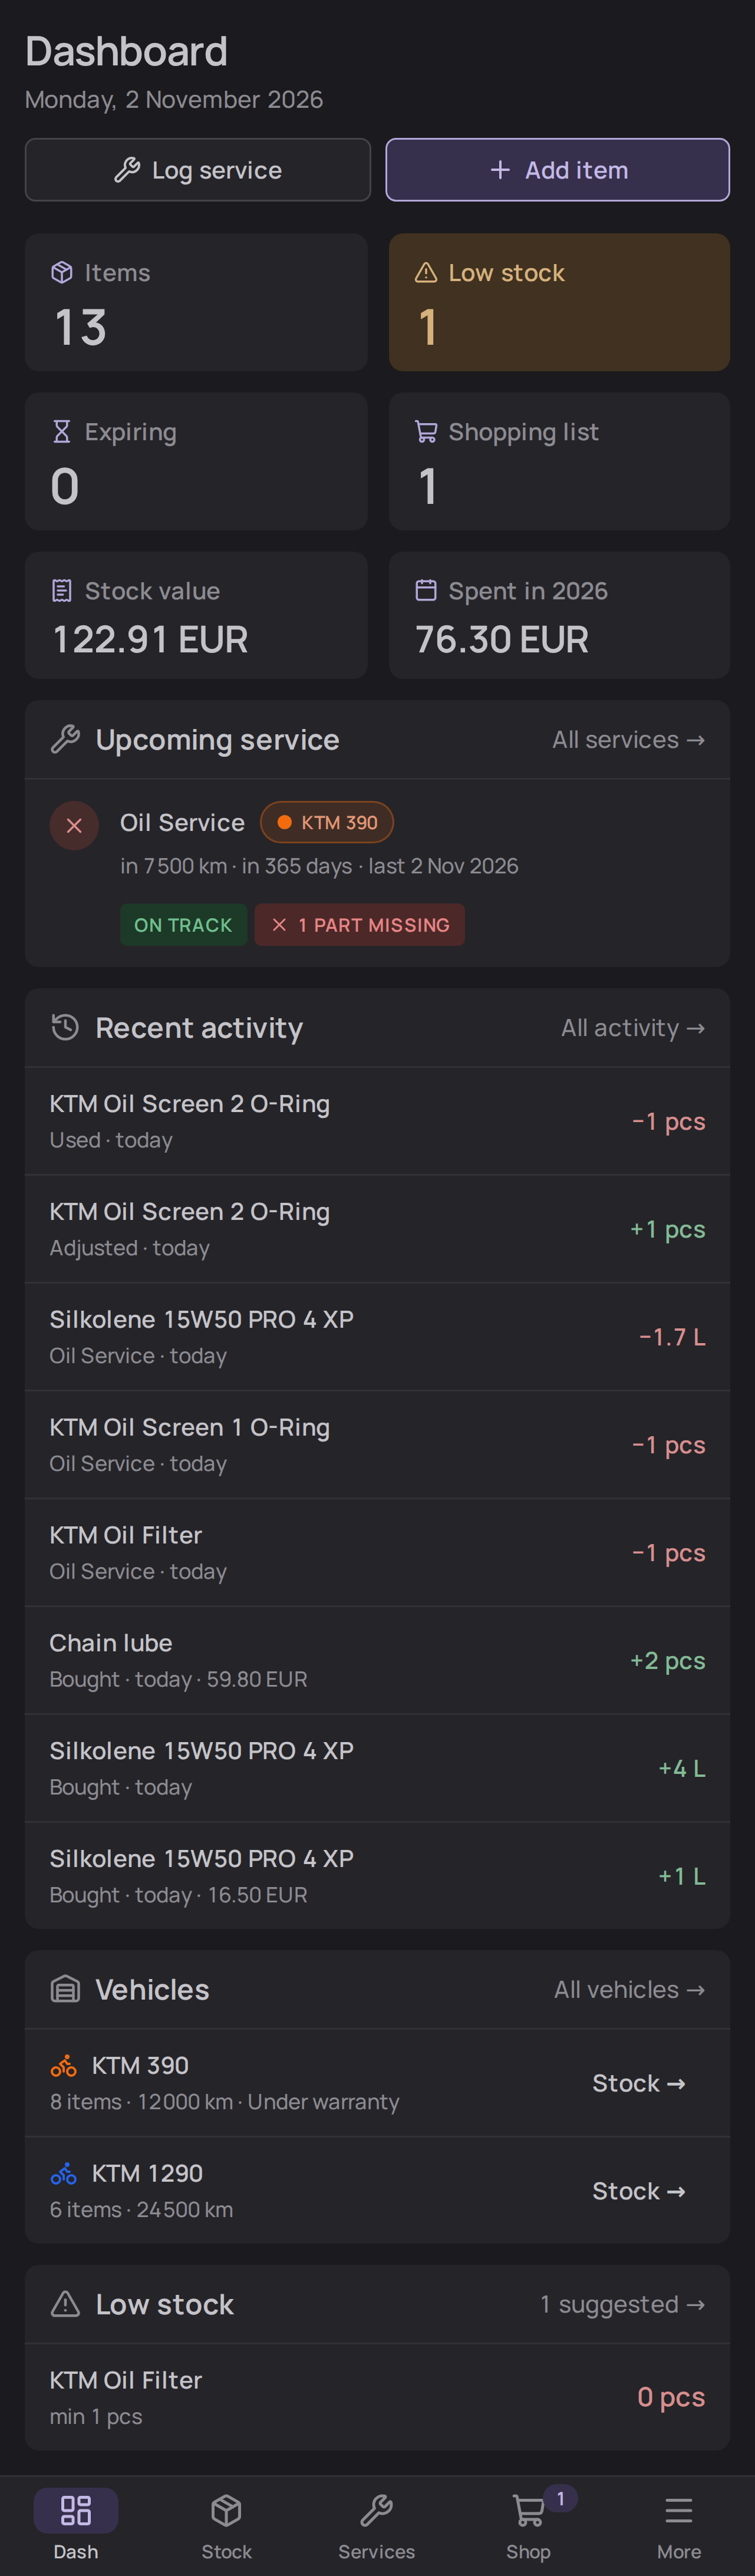 Dashboard
Monday, 2 November 2026
Log service
Add item
Items
13
Low stock
1
Expiring
0
Shopping list
1
Stock value
122.91 EUR
Spent in 2026
76.30 EUR
Upcoming service
All services →
Oil Service
KTM 390
in 7 500 km · in 365 days · last 2 Nov 2026
ON TRACK
1 PART MISSING
Recent activity
All activity →
KTM Oil Screen 2 O-Ring
Used · today
−1 pcs
KTM Oil Screen 2 O-Ring
Adjusted · today
+1 pcs
Silkolene 15W50 PRO 4 XP
Oil Service · today
−1.7 L
KTM Oil Screen 1 O-Ring
Oil Service · today
−1 pcs
KTM Oil Filter
Oil Service · today
−1 pcs
Chain lube
Bought · today · 59.80 EUR
+2 pcs
Silkolene 15W50 PRO 4 XP
Bought · today
+4 L
Silkolene 15W50 PRO 4 XP
Bought · today · 16.50 EUR
+1 L
Vehicles
All vehicles →
KTM 390
8 items · 12 000 km · Under warranty
Stock →
KTM 1290
6 items · 24 500 km
Stock →
Low stock
1 suggested →
KTM Oil Filter
min 1 pcs
0 pcs
Dash
Stock
Services
1
Shop
More